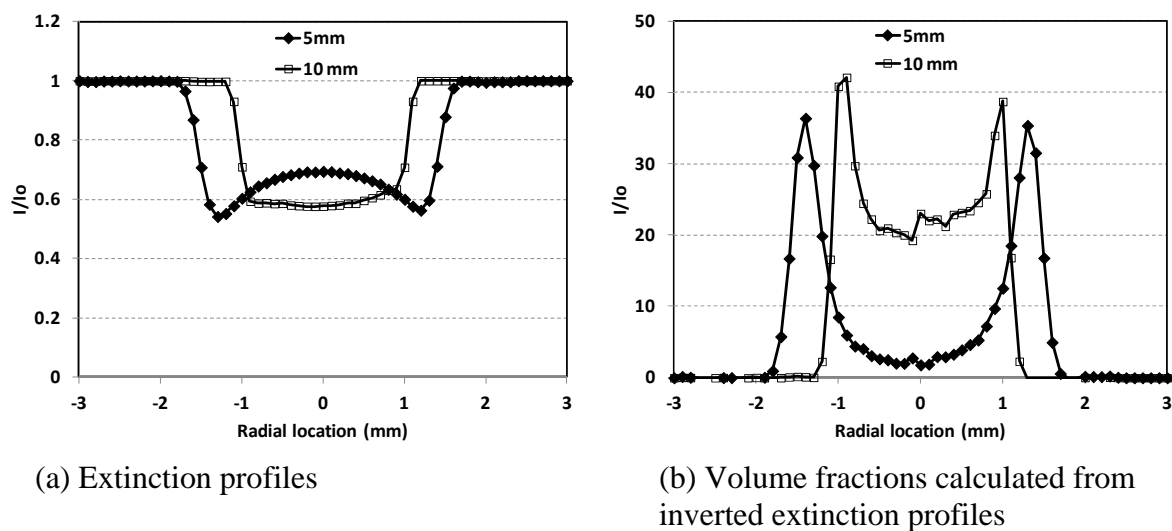 1.2
1
0.8
0.6
0.4
0.2
0
I/Io
5mm
10 mm
-3 -2 -1 0 1 2 3
Radial location (mm)
(a) Extinction profiles
50
40
30
20
10
0
I/Io
5mm
10 mm
-3 -2 -1 0 1 2 3
Radial location (mm)
(b) Volume fractions calculated from
inverted extinction profiles